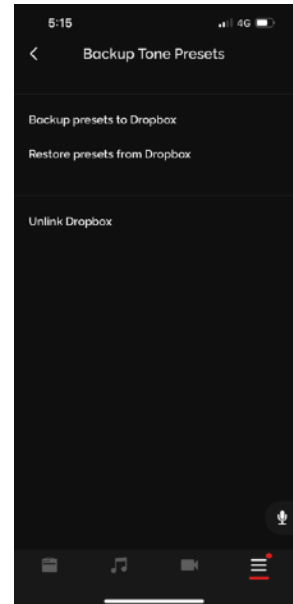 5:15
4G
Backup Tone Presets
Backup presets to Dropbox
Restore presets from Dropbox
Unlink Dropbox